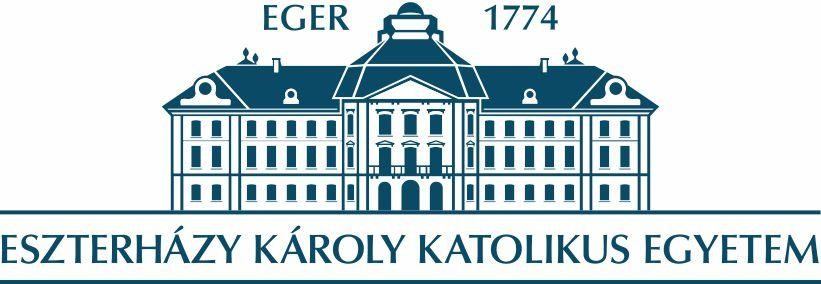 EGER 1774
ESZTERHÁZY KÁROLY KATOLIKUS EGYETEM